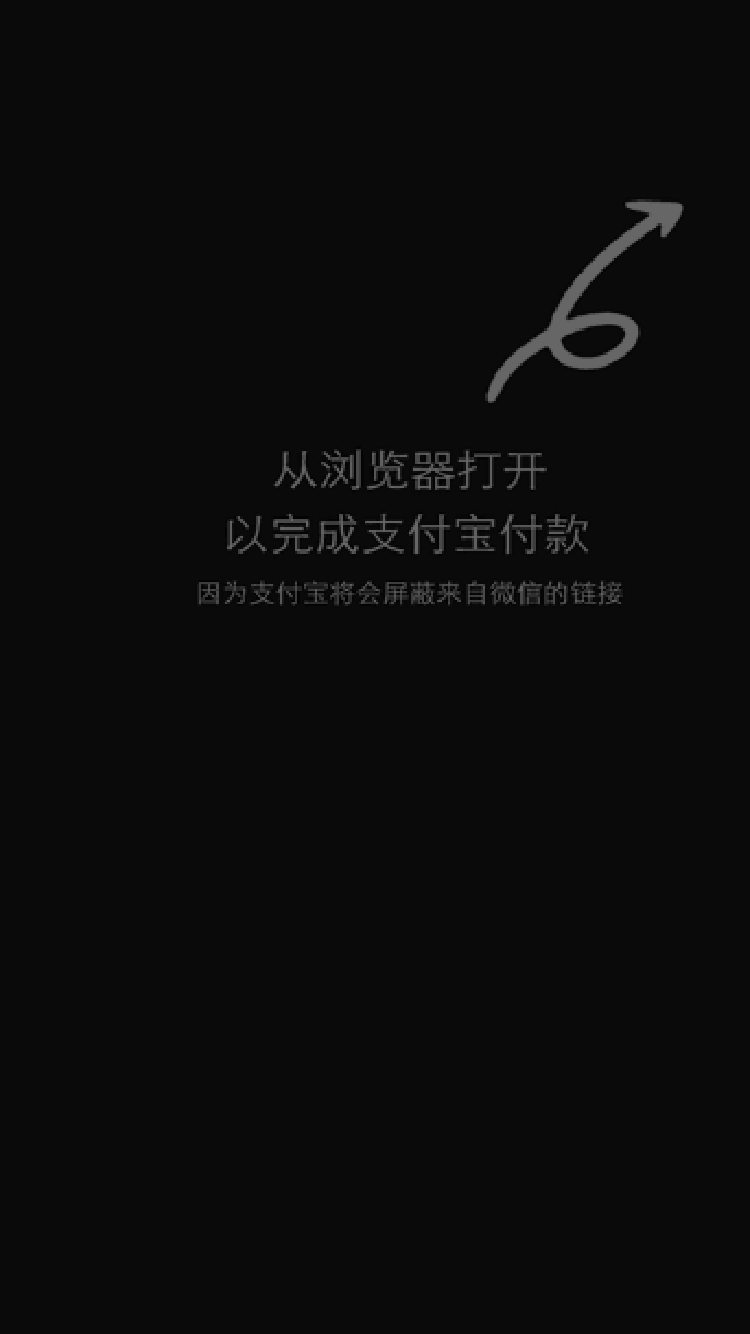 从浏览器打开
以完成支付宝付款
因为支付宝将会屏蔽来自微信的链接